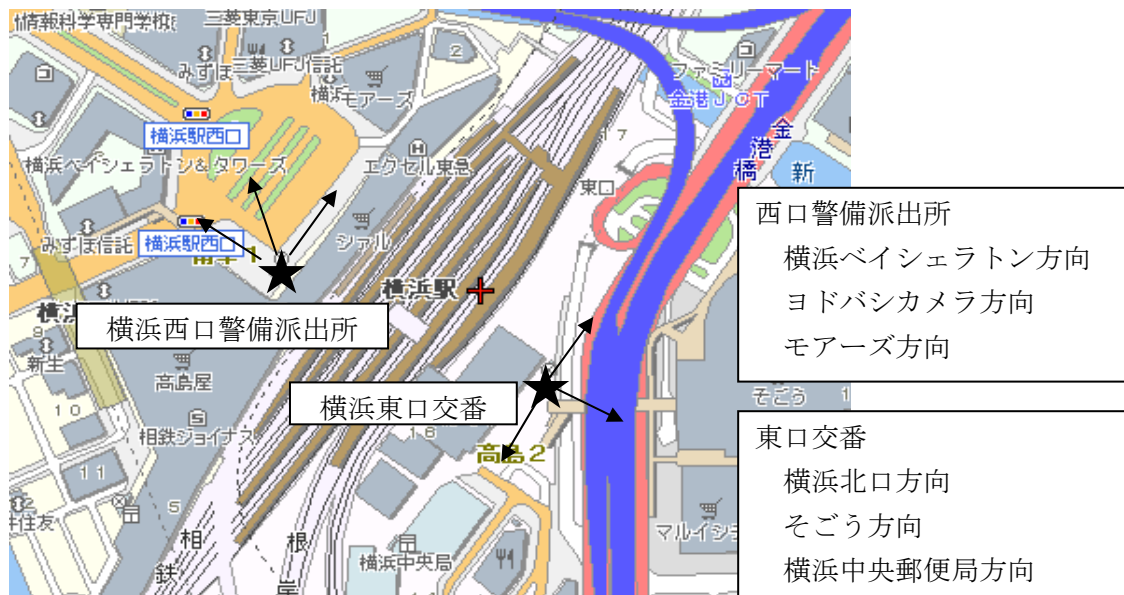 情報科学専門学校
三菱東京UFJ
1
みずほ
三菱UFJ信託
横浜モアーズ
2
ファミリーマート
金港JCT
金港橋
新
横浜駅西口
横浜ベイシェラトン&タワーズ
エクセル東急
17
東口
みずほ信託
横浜駅西口
シァル
7
横浜駅
横浜西口警備派出所
9
新生
高島屋
横浜東口交番
そごう
1
10
相鉄ジョイナス
16
高島2
11
5
井住友
相鉄
根岸
横浜中央局
マルイシ
西口警備派出所
横浜ベイシェラトン方向
ヨドバシカメラ方向
モアーズ方向
東口交番
横浜北口方向
そごう方向
横浜中央郵便局方向